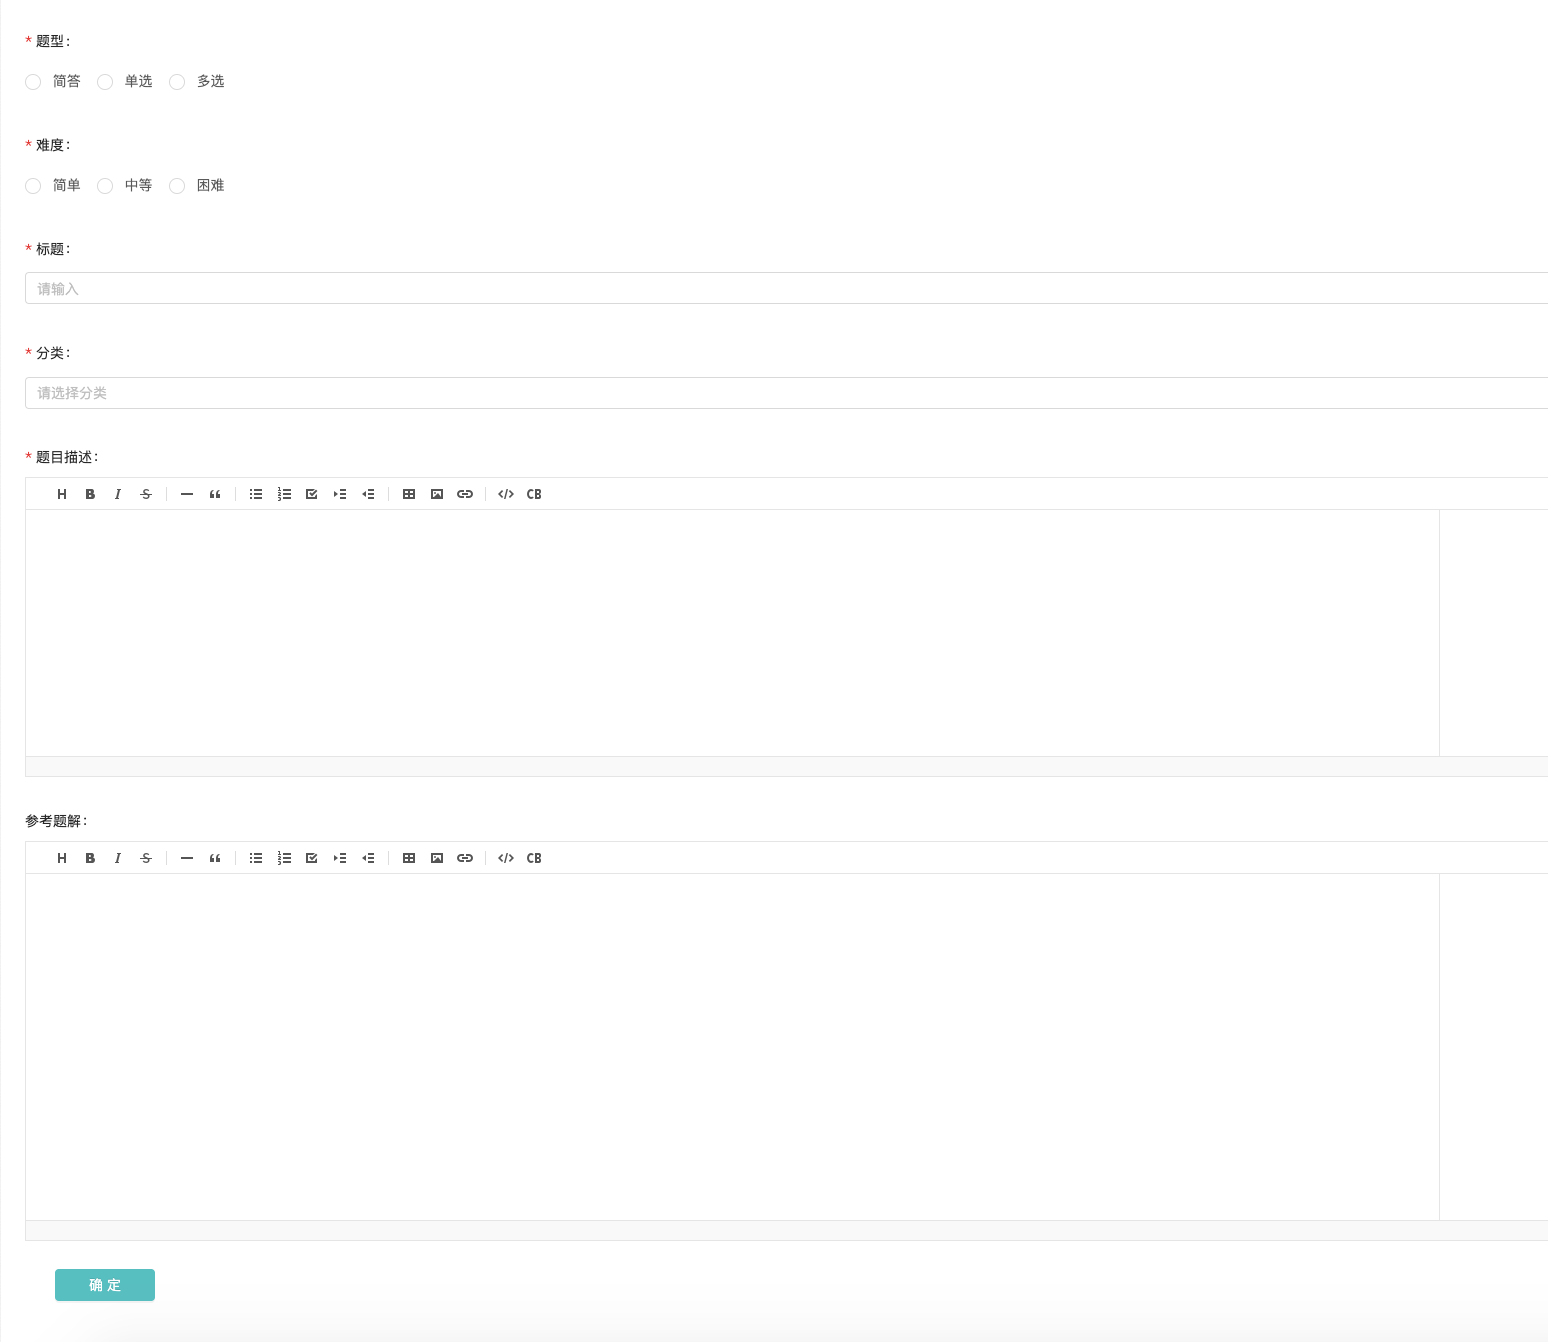 * 题型:
简答 单选 多选
* 难度:
简单 中等 困难
* 标题:
请输入
* 分类:
请选择分类
* 题目描述:
H B I S — “ </> CB
参考题解:
H B I S — “ </> CB
确 定